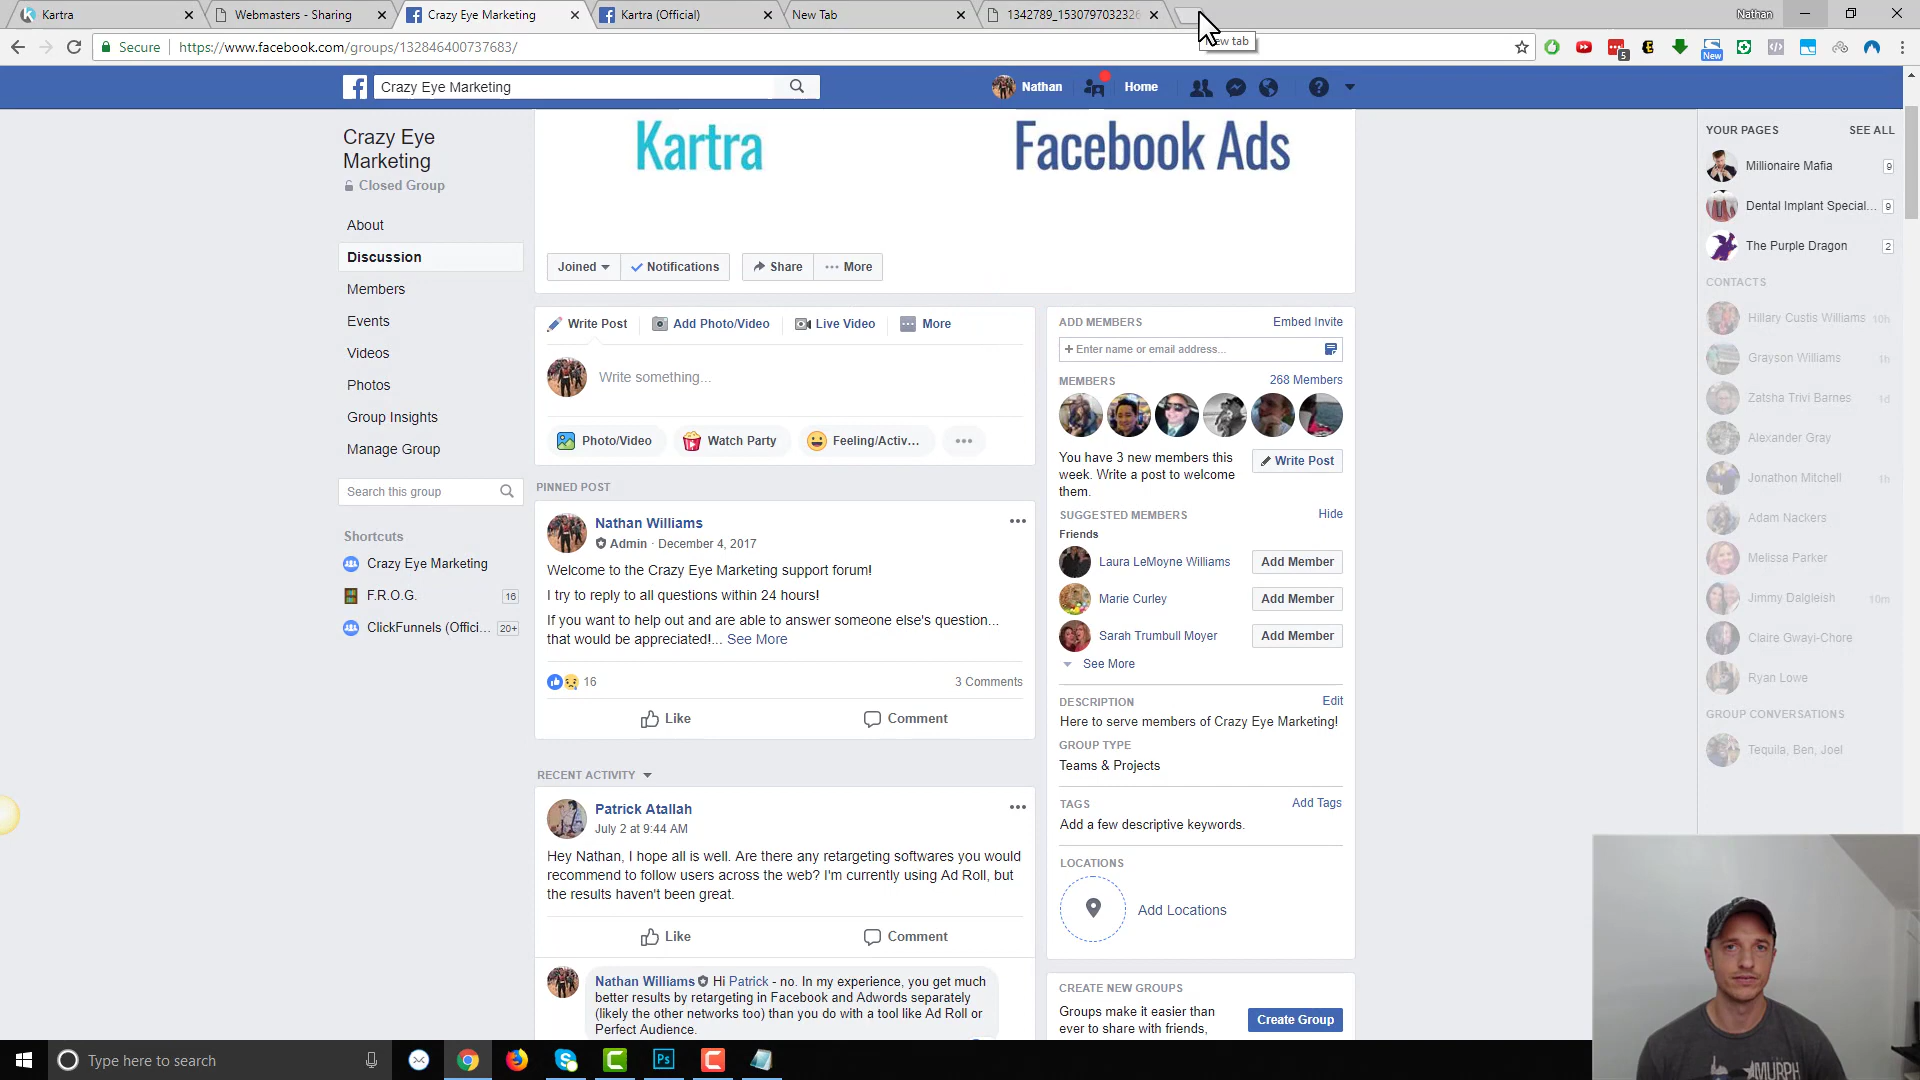 Kartra
Webmasters - Sharing
Crazy Eye Marketing
Kartra (Official)
New Tab
1342789_1530797032326
Nathan
Secure
https://www.facebook.com/groups/132846400737683/
New tab
5
New
Crazy Eye Marketing
Nathan
Home
Crazy Eye
Marketing
Closed Group
About
Discussion
Members
Events
Videos
Photos
Group Insights
Manage Group
Search this group
Shortcuts
Crazy Eye Marketing
F.R.O.G.
16
ClickFunnels (Offici...
20+
Kartra
Facebook Ads
Joined
Notifications
Share
More
Write Post
Add Photo/Video
Live Video
More
Write something...
Photo/Video
Watch Party
Feeling/Activ...
PINNED POST
Nathan Williams
Admin · December 4, 2017
Welcome to the Crazy Eye Marketing support forum!
I try to reply to all questions within 24 hours!
If you want to help out and are able to answer someone else's question...
that would be appreciated!... See More
16
3 Comments
Like
Comment
RECENT ACTIVITY
Patrick Atallah
July 2 at 9:44 AM
Hey Nathan, I hope all is well. Are there any retargeting softwares you would
recommend to follow users across the web? I'm currently using Ad Roll, but
the results haven't been great.
Like
Comment
Nathan Williams Hi Patrick - no. In my experience, you get much
better results by retargeting in Facebook and Adwords separately
(likely the other networks too) than you do with a tool like Ad Roll or
Perfect Audience.
ADD MEMBERS
Embed Invite
+ Enter name or email address...
MEMBERS
268 Members
You have 3 new members this
week. Write a post to welcome
them.
Write Post
SUGGESTED MEMBERS
Hide
Friends
Laura LeMoyne Williams
Add Member
Marie Curley
Add Member
Sarah Trumbull Moyer
Add Member
See More
DESCRIPTION
Edit
Here to serve members of Crazy Eye Marketing!
GROUP TYPE
Teams & Projects
TAGS
Add Tags
Add a few descriptive keywords.
LOCATIONS
Add Locations
CREATE NEW GROUPS
Groups make it easier than
ever to share with friends,
Create Group
YOUR PAGES
SEE ALL
Millionaire Mafia
9
Dental Implant Special...
9
The Purple Dragon
2
CONTACTS
Hillary Custis Williams
10h
Grayson Williams
1h
Zatsha Trivi Barnes
1d
Alexander Gray
Jonathon Mitchell
1h
Adam Nackers
Melissa Parker
Jimmy Dalgleish
10m
Claire Gwayi-Chore
Ryan Lowe
GROUP CONVERSATIONS
Tequila, Ben, Joel
MURPH
Type here to search
Ps